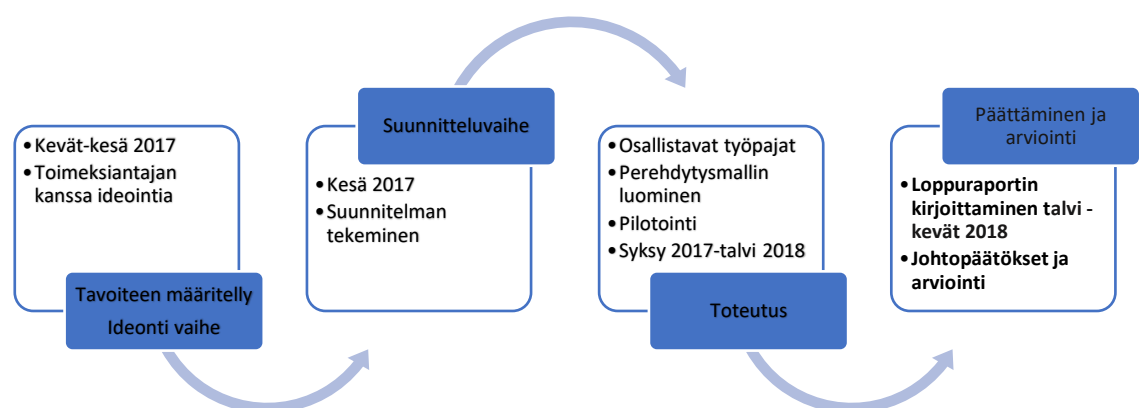 • Kevät-kesä 2017
• Toimeksiantajan
kanssa ideointia
Tavoiteen määritelly
Ideonti vaihe
Suunnitteluvaihe
• Kesä 2017
• Suunnitelman
tekeminen
• Osallistavat työpajat
• Perehdytysmallin
luominen
• Pilotointi
• Syksy 2017-talvi 2018
Toteutus
Päättäminen ja
arviointi
• Loppuraportin
kirjoittaminen talvi -
kevät 2018
• Johtopäätökset ja
arviointi